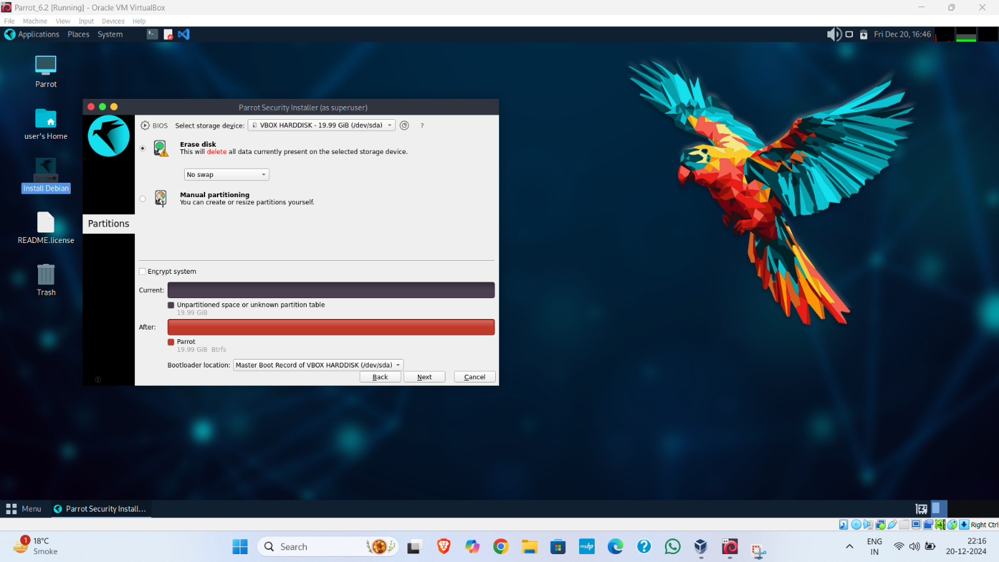 Parrot_6.2 [Running] - Oracle VM VirtualBox
File Machine View Input Devices Help
Applications Places System
Fri Dec 20, 16:46
Parrot
user's Home
Install Debian
README.license
Trash
Parrot Security Installer (as superuser)
BIOS Select storage device: VBOX HARDDISK - 19.99 GiB (/dev/sda) ?
Erase disk
This will delete all data currently present on the selected storage device.
No swap
Manual partitioning
You can create or resize partitions yourself.
Partitions
Encrypt system
Current:
Unpartitioned space or unknown partition table
19.99 GiB
After:
Parrot
19.99 GiB Btrfs
Bootloader location: Master Boot Record of VBOX HARDDISK (/dev/sda)
Back Next Cancel
Menu Parrot Security Install...
Right Ctrl
1
18°C
Smoke
Search
myhp
ENG
IN
22:16
20-12-2024